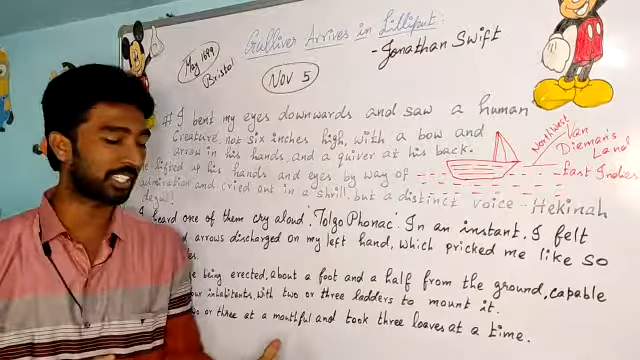 Gulliver Arrives in Lilliput:
- Jonathan Swift
May 1699
Bristol
Nov 5
I bent my eyes downwards and saw a human
Creature, not six inches high, with a bow and
arrow in his hands, and a quiver at his back.
He lifted up his hands and eyes by way of
admiration and cried out in a shrill, but a distinct voice - Hekinah
degul!
Northwest
Van
Dieman's
Land
East Indies
I heard one of them cry aloud, 'Tolgo Phonac'. In an instant, I felt
arrows discharged on my left hand, which pricked me like so
being erected, about a foot and a half from the ground, capable
our inhabitants, with two or three ladders to mount it.
two or three at a mouthful and took three loaves at a time.